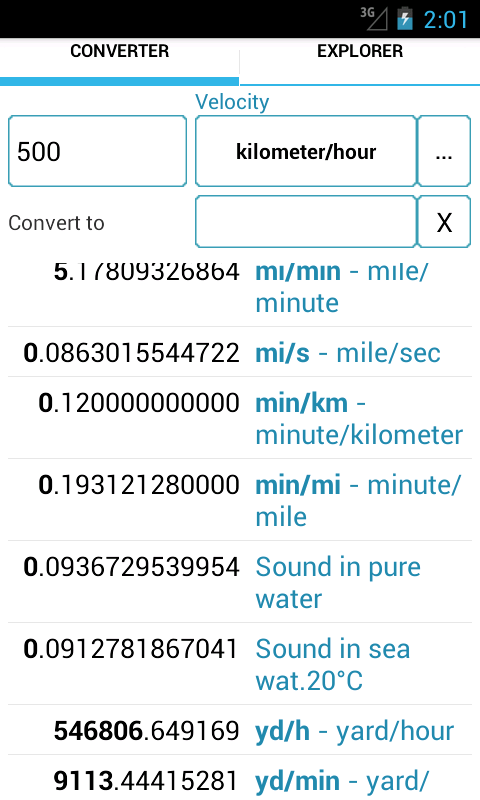 3G 2:01
CONVERTER EXPLORER
Velocity
500 kilometer/hour ...
Convert to X
5.17809326864 mi/min - mile/
minute
0.0863015544722 mi/s - mile/sec
0.120000000000 min/km -
minute/kilometer
0.193121280000 min/mi - minute/
mile
0.0936729539954 Sound in pure
water
0.0912781867041 Sound in sea
wat.20°C
546806.649169 yd/h - yard/hour
9113.44415281 yd/min - yard/